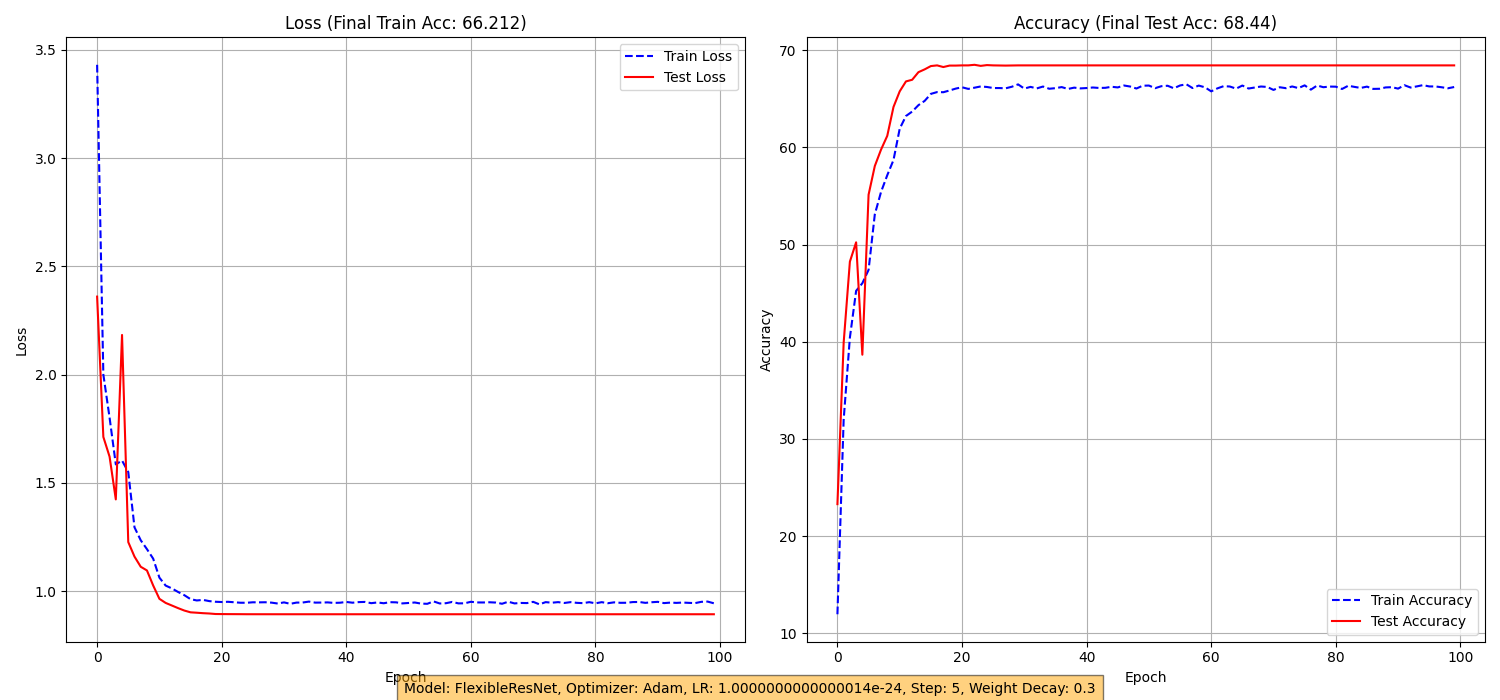 Loss (Final Train Acc: 66.212)
3.5
3.0
2.5
2.0
1.5
1.0
Loss
Train Loss
Test Loss
0 20 40 60 80 100
Epoch
Accuracy (Final Test Acc: 68.44)
70
60
50
40
30
20
10
Accuracy
Train Accuracy
Test Accuracy
0 20 40 60 80 100
Epoch
Model: FlexibleResNet, Optimizer: Adam, LR: 1.0000000000000014e-24, Step: 5, Weight Decay: 0.3